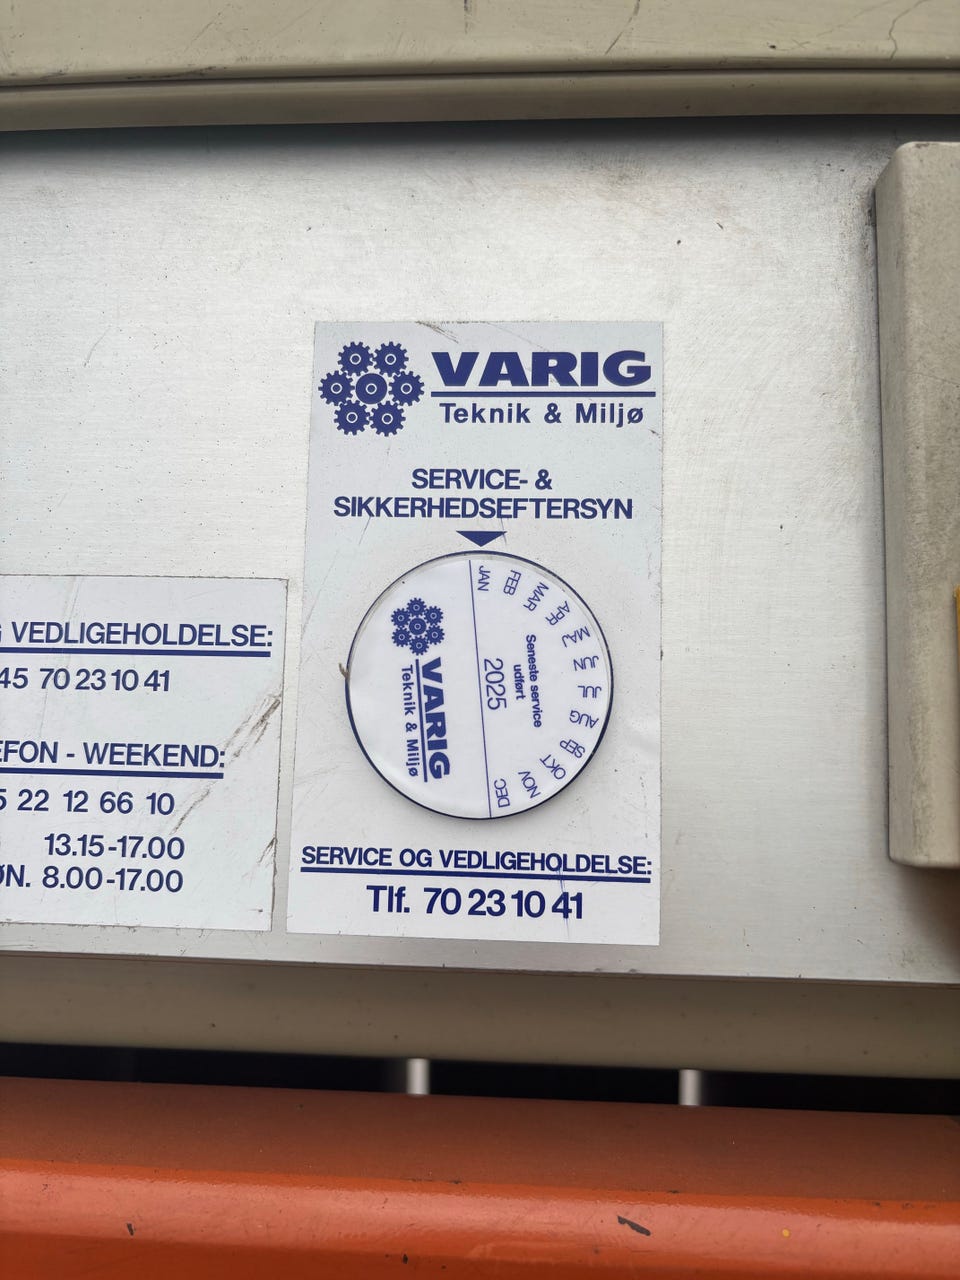 VARIG
Teknik & Miljø
SERVICE- &
SIKKERHEDSEFTERSYN
JAN
FEB
MAR
APR
MAJ
JUN
JUL
AUG
SEP
OKT
NOV
DEC
Seneste service
udført
2025
VARIG
Teknik & Miljø
SERVICE OG VEDLIGEHOLDELSE:
Tlf. 70 23 10 41
G VEDLIGEHOLDELSE:
45 70 23 10 41
EFON - WEEKEND:
5 22 12 66 10
13.15-17.00
ØN. 8.00-17.00